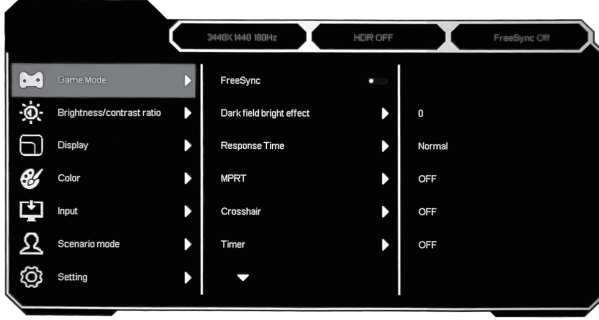 3440X1440 180Hz
HDR OFF
FreeSync Off
Game Mode
FreeSync
Brightness/contrast ratio
Dark field bright effect
0
Display
Response Time
Normal
Color
MPRT
OFF
Input
Crosshair
OFF
Scenario mode
Timer
OFF
Setting